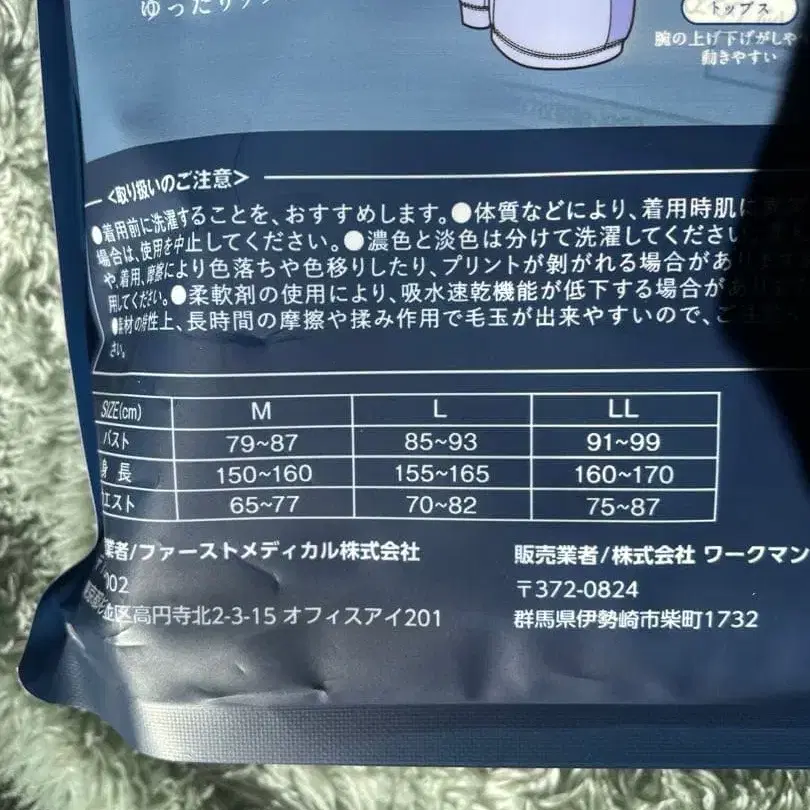 ゆったり
トップス
腕の上げ下げがしや
動きやすい
<取り扱いのご注意>
●着用前に洗濯することを、おすすめします。●体質などにより、着用時肌に
場合は、使用を中止してください。●濃色と淡色は分けて洗濯してください
や、着用、摩擦により色落ちや色移りしたり、プリントが剥がれる場合があ
用してください。●柔軟剤の使用により、吸水速乾機能が低下する場合があ
●素材の特性上、長時間の摩擦や揉み作用で毛玉が出来やすいので、ご注意
さい。
SIZE(cm) M L LL
バスト 79~87 85~93 91~99
身長 150~160 155~165 160~170
ウエスト 65~77 70~82 75~87
業者/ファーストメディカル株式会社
002
区高円寺北2-3-15 オフィスアイ201
販売業者/株式会社 ワークマン
〒372-0824
群馬県伊勢崎市柴町1732